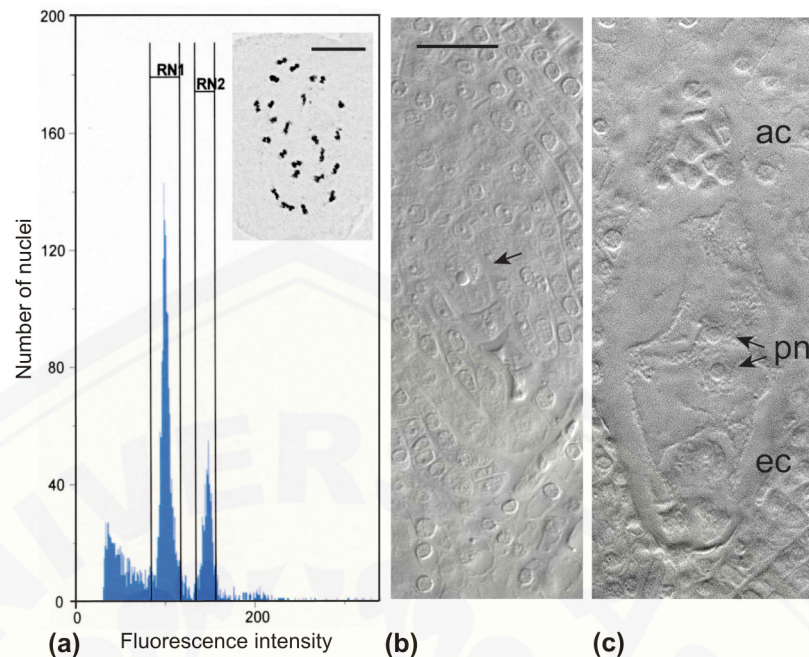 200
160
120
80
40
0
Number of nuclei
RN1
RN2
0
200
Fluorescence intensity
(a)
(b)
ac
pn
ec
(c)